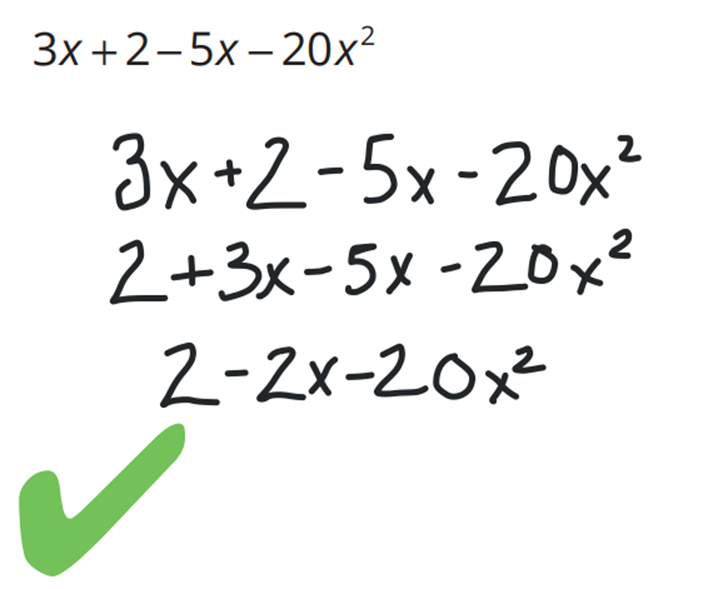 3x + 2 – 5x – 20x²
3x + 2 - 5x - 20x²
2 + 3x - 5x - 20x²
2 - 2x - 20x²